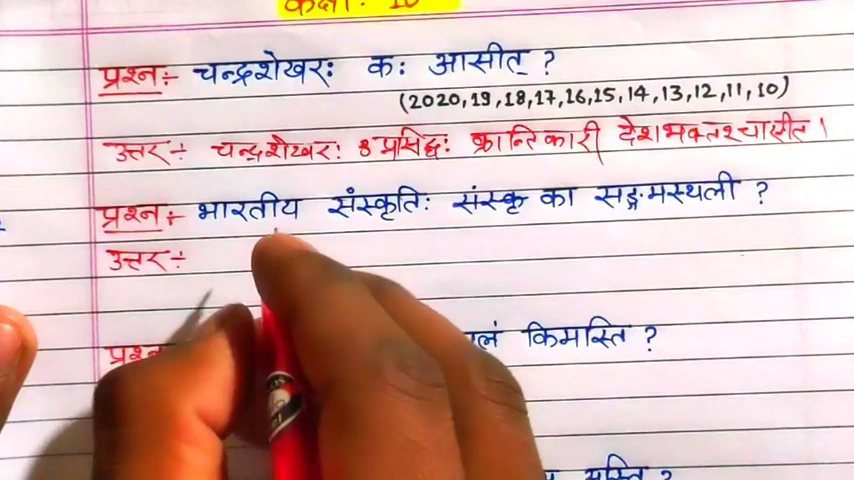 कक्षा: 10
प्रश्न:- चन्द्रशेखरः कः आसीत् ?
(2020,19,18,17,16,15,14,13,12,11,10)
उत्तर:- चन्द्रशेखरः प्रसिद्धः क्रान्तिकारी देशभक्तश्चासीत।
प्रश्न:- भारतीय संस्कृतिः संस्कृ का सङ्गमस्थली ?
उत्तर:-
प्रश्न किमस्ति ?